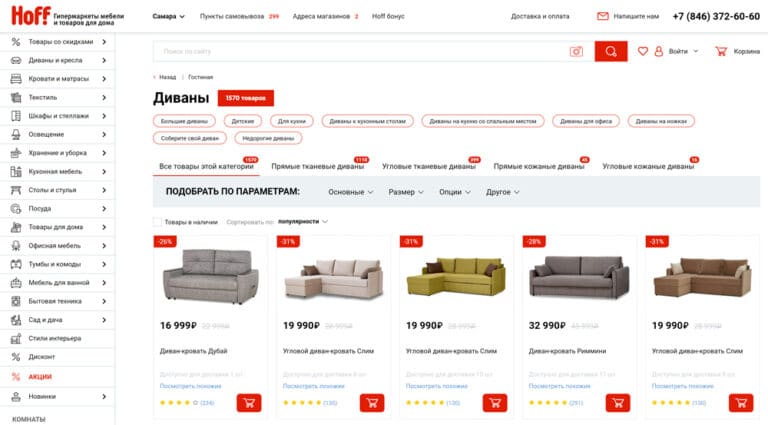 Hoff Гипермаркеты мебели
и товаров для дома
Самара
Пункты самовывоза 299
Адреса магазинов 2
Hoff бонус
Доставка и оплата
Напишите нам
+7 (846) 372-60-60
Товары со скидками
Диваны и кресла
Кровати и матрасы
Текстиль
Шкафы и стеллажи
Освещение
Хранение и уборка
Кухонная мебель
Столы и стулья
Посуда
Товары для дома
Офисная мебель
Тумбы и комоды
Мебель для ванной
Бытовая техника
Сад и дача
Стили интерьера
Дисконт
АКЦИИ
Новинки
КОМНАТЫ
Поиск по сайту
Войти
Корзина
Назад | Гостиная
Диваны 1570 товаров
Большие диваны
Детские
Для кухни
Диваны к кухонным столам
Диваны на кухню со спальным местом
Диваны для офиса
Диваны на ножках
Соберите свой диван
Недорогие диваны
Все товары этой категории 1570
Прямые тканевые диваны 1118
Угловые тканевые диваны 399
Прямые кожаные диваны 45
Угловые кожаные диваны 16
ПОДОБРАТЬ ПО ПАРАМЕТРАМ:
Основные
Размер
Опции
Другое
Товары в наличии
Сортировать по: популярности
-26%
16 999₽ 22 999₽
Диван-кровать Дубай
Доступно для доставки 1 шт.
Посмотреть похожие
(234)
-31%
19 990₽ 28 999₽
Угловой диван-кровать Слим
Доступно для доставки 8 шт.
Посмотреть похожие
(130)
-31%
19 990₽ 28 999₽
Угловой диван-кровать Слим
Доступно для доставки 10 шт.
Посмотреть похожие
(130)
-28%
32 990₽ 45 999₽
Диван-кровать Риммини
Доступно для доставки 11 шт.
Посмотреть похожие
(291)
-31%
19 990₽ 28 999₽
Угловой диван-кровать Слим
Доступно для доставки 9 шт.
Посмотреть похожие
(130)